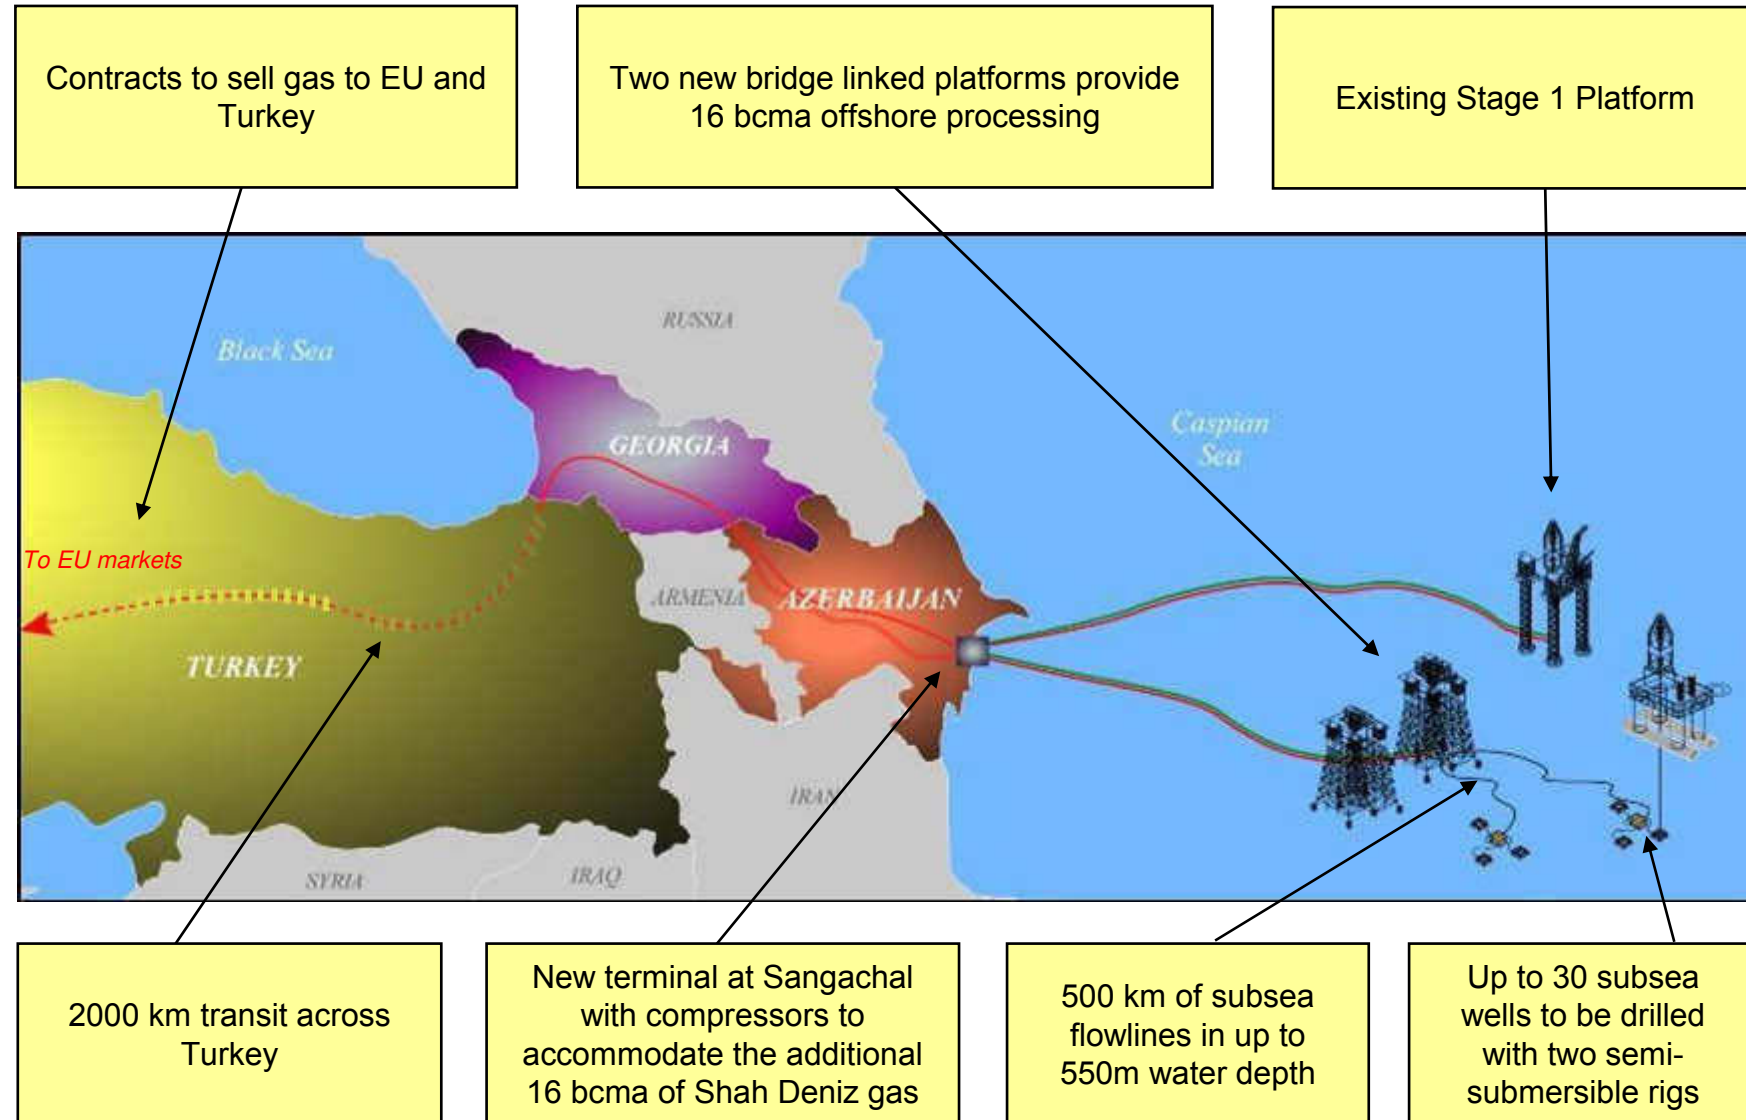 Contracts to sell gas to EU and
Turkey
Two new bridge linked platforms provide
16 bcma offshore processing
Existing Stage 1 Platform
RUSSIA
Black Sea
Caspian
Sea
GEORGIA
To EU markets
ARMENIA
AZERBAIJAN
TURKEY
IRAN
SYRIA
IRAQ
2000 km transit across
Turkey
New terminal at Sangachal
with compressors to
accommodate the additional
16 bcma of Shah Deniz gas
500 km of subsea
flowlines in up to
550m water depth
Up to 30 subsea
wells to be drilled
with two semi-
submersible rigs